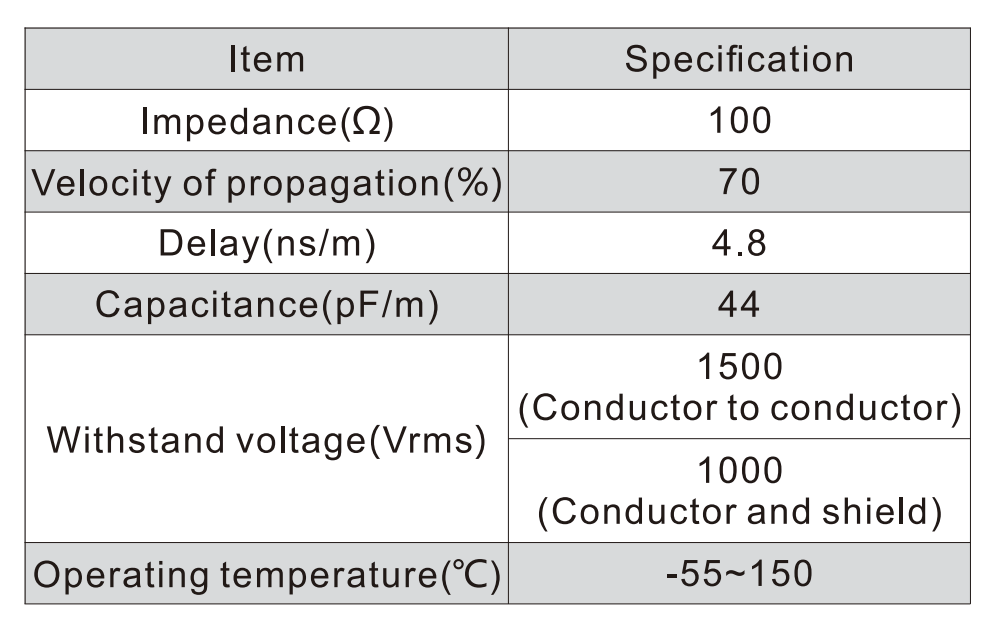 Item Specification
Impedance(Ω) 100
Velocity of propagation(%) 70
Delay(ns/m) 4.8
Capacitance(pF/m) 44
Withstand voltage(Vrms)
1500
(Conductor to conductor)
1000
(Conductor and shield)
Operating temperature(℃) -55~150